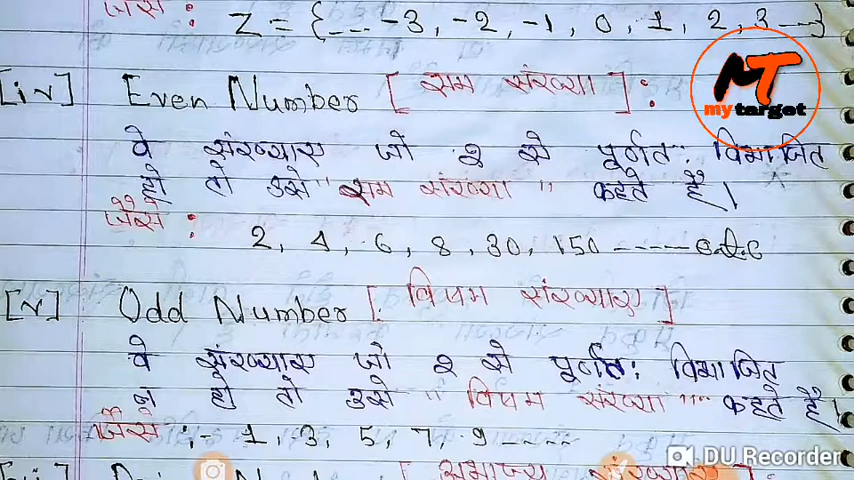 जैसे : Z = {--- -3, -2, -1, 0, 1, 2, 3 ---}
MT
my target
[iv] Even Number [ सम संख्या ] :
वे संख्याए जो २ से पूर्णत: विभाजित
हो तो उसे "सम संख्या" कहते हैं।
जैसे :
2, 4, 6, 8, 30, 150 ------ etc
[v] Odd Number [ विषम संख्याए ]
वे संख्याए जो २ से पूर्णत: विभाजित
न हो तो उसे "विषम संख्या" कहते हैं।
जैसे :- 1, 3, 5, 7, 9 -----
DU Recorder